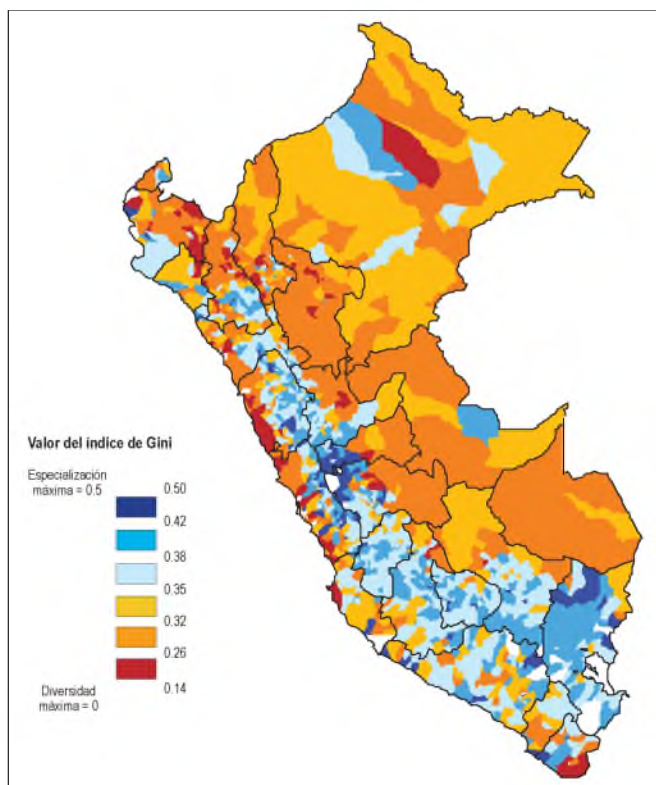 Valor del índice de Gini
Especialización
máxima = 0.5
0.50
0.42
0.38
0.35
0.32
0.26
0.14
Diversidad
máxima = 0